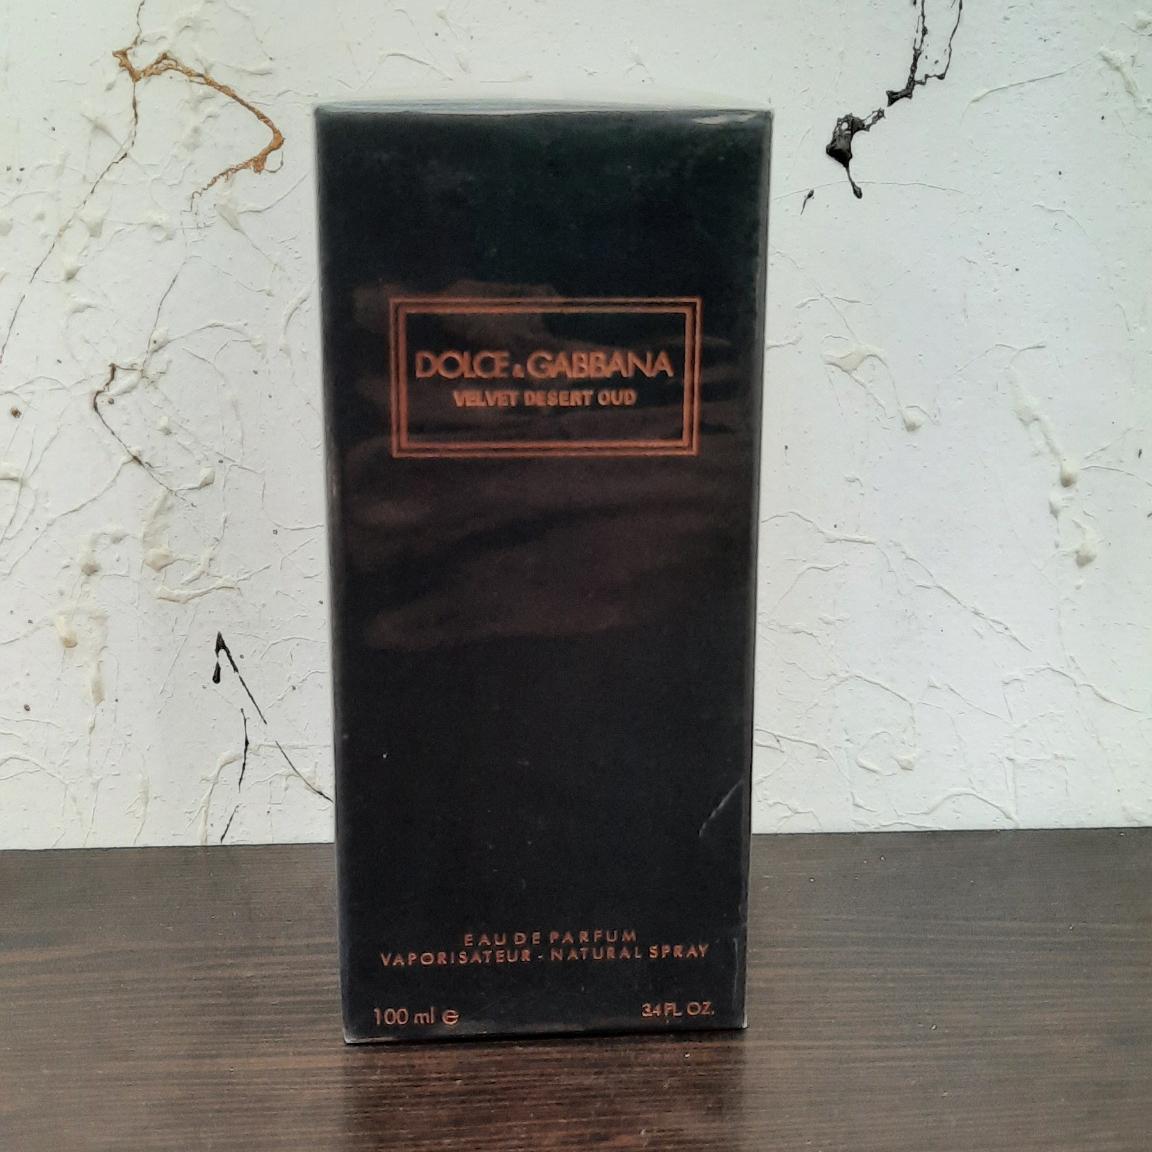 DOLCE & GABBANA
VELVET DESERT OUD
EAU DE PARFUM
VAPORISATEUR - NATURAL SPRAY
100 ml ℮
3.4 FL. OZ.